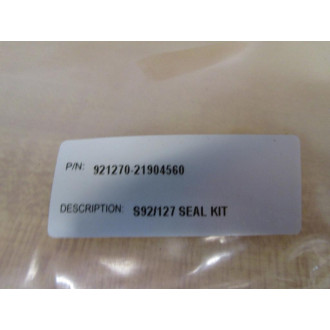 P/N: 921270-21904560
DESCRIPTION: S92/127 SEAL KIT